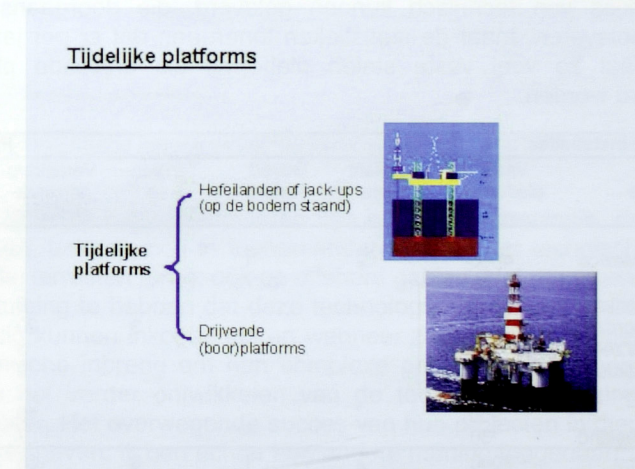 Tijdelijke platforms
Hefeilanden of jack-ups
(op de bodem staand)
Tijdelijke
platforms
Drijvende
(boor)platforms